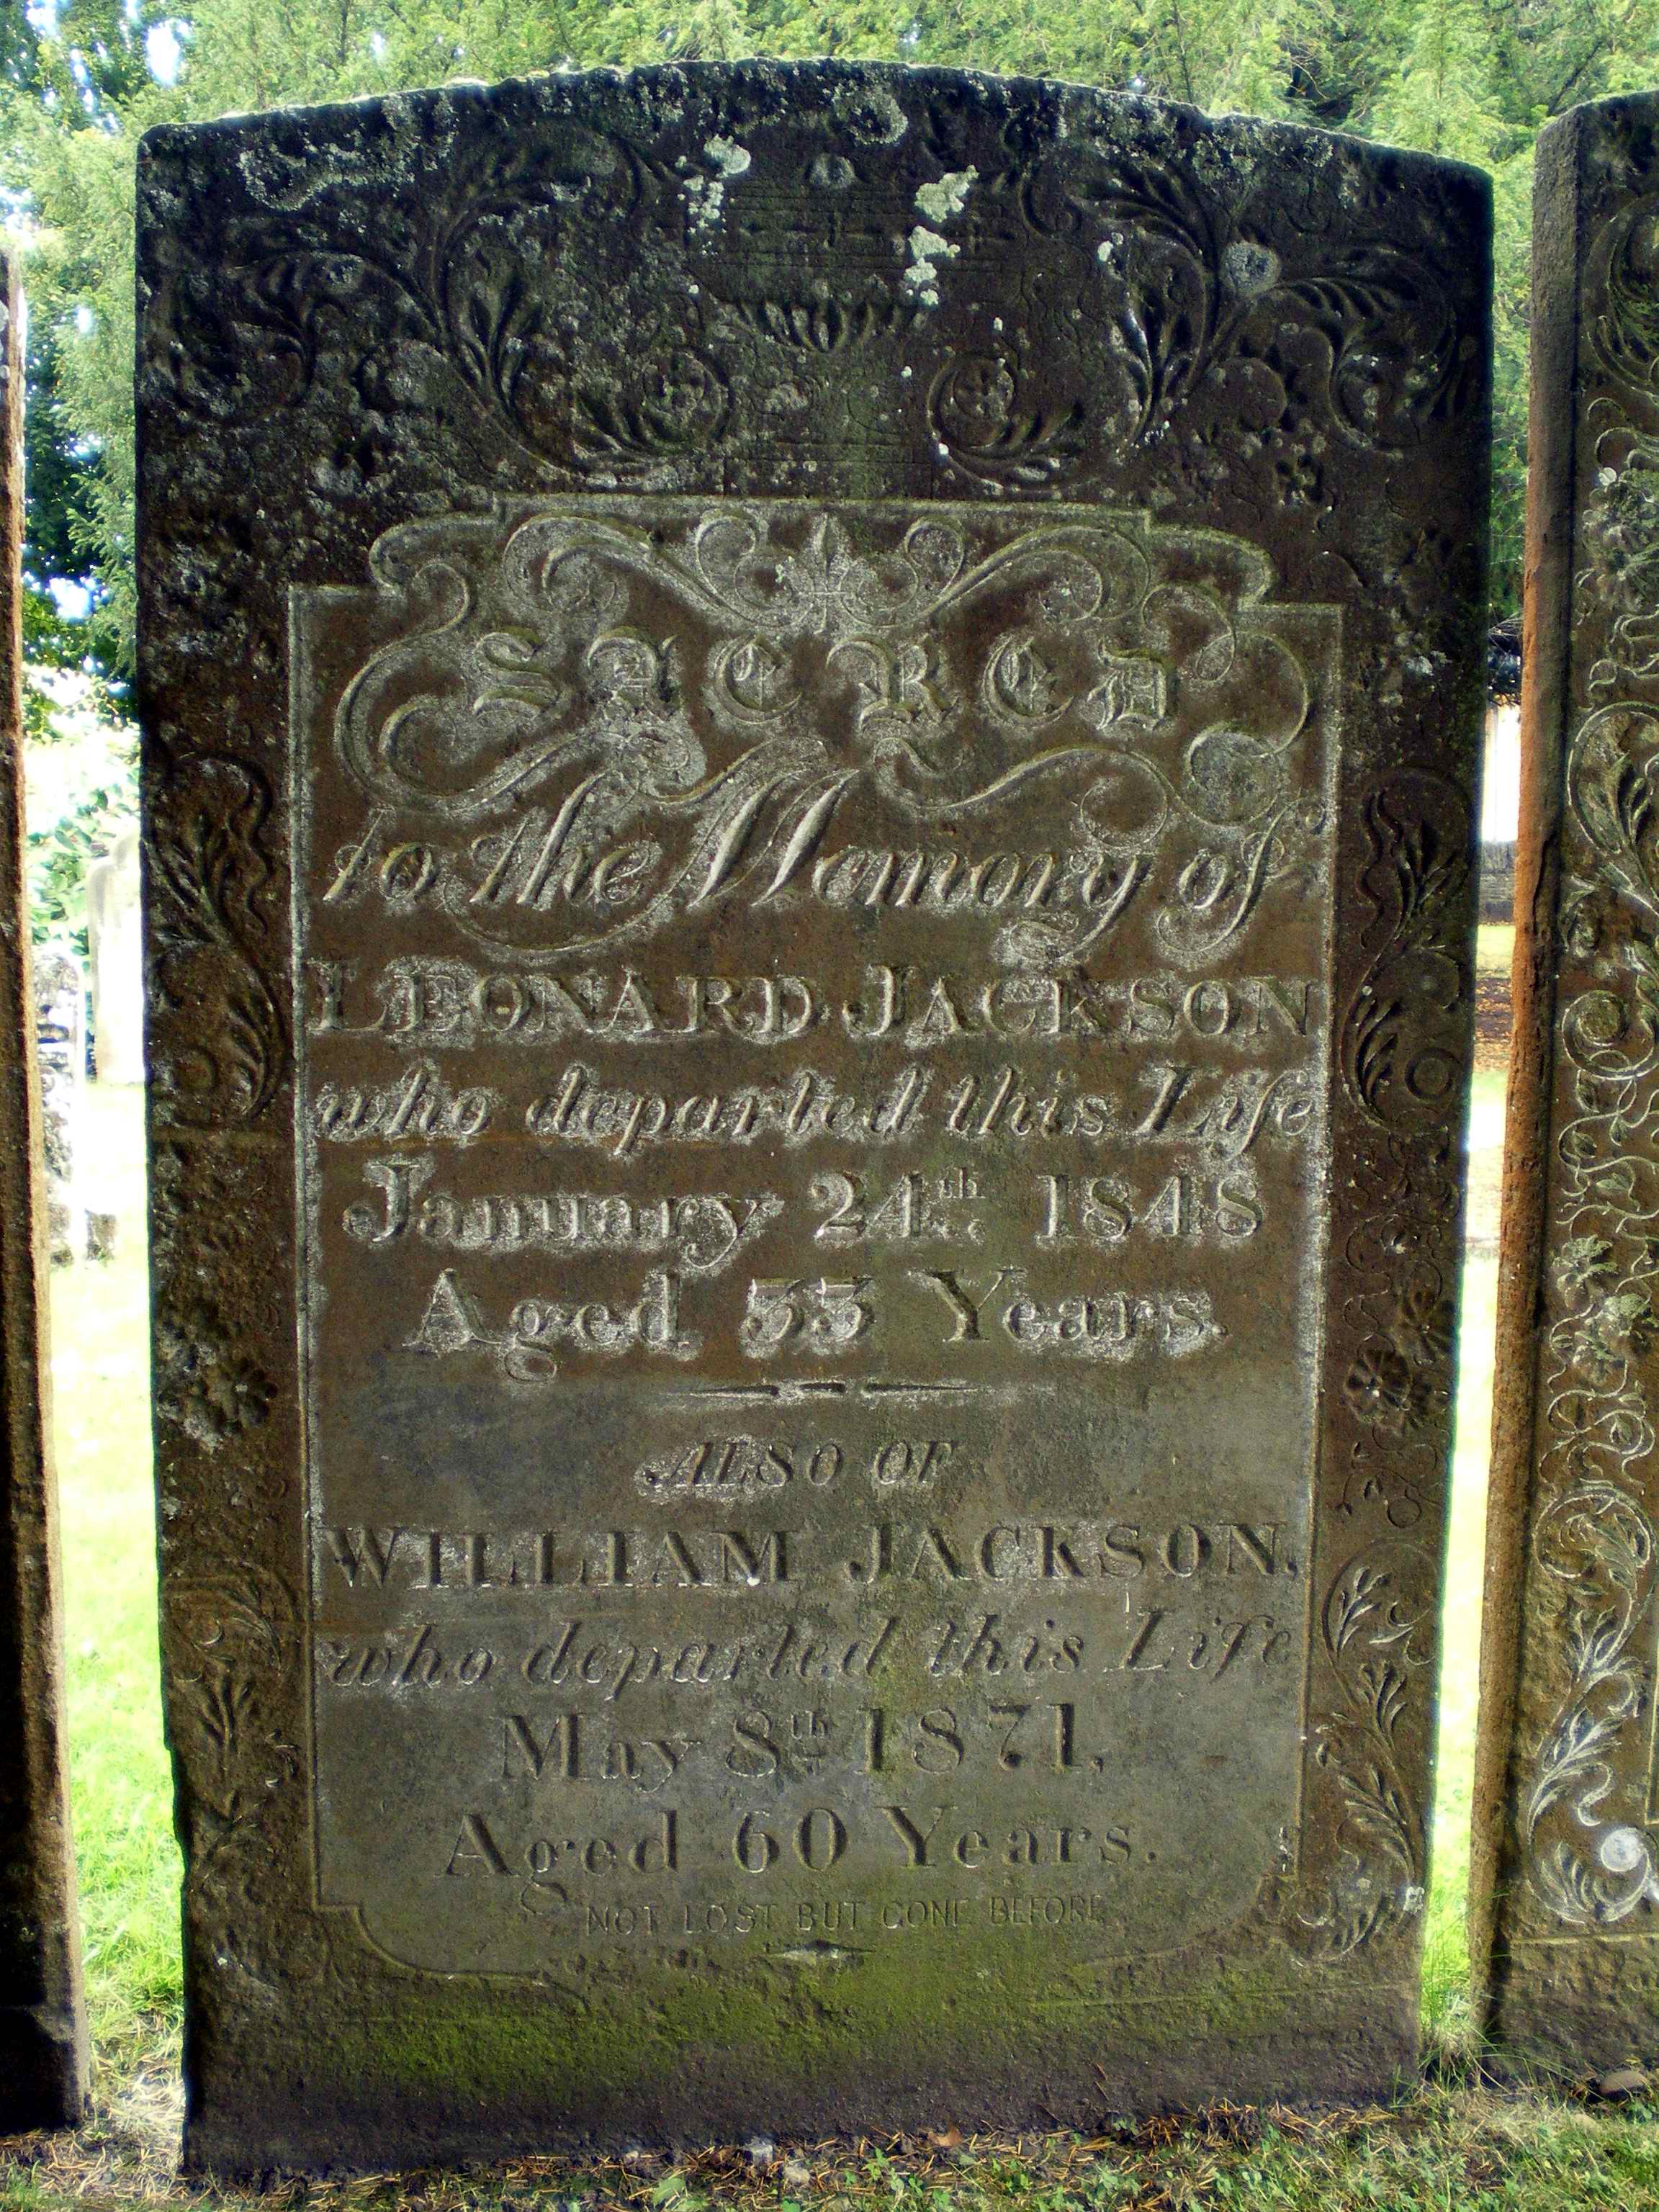 SACRED
to the Memory of
LEONARD JACKSON
who departed this Life
January 24th 1848
Aged 33 Years.
ALSO OF
WILLIAM JACKSON,
who departed this Life
May 8th 1871,
Aged 60 Years.
NOT LOST BUT GONE BEFORE